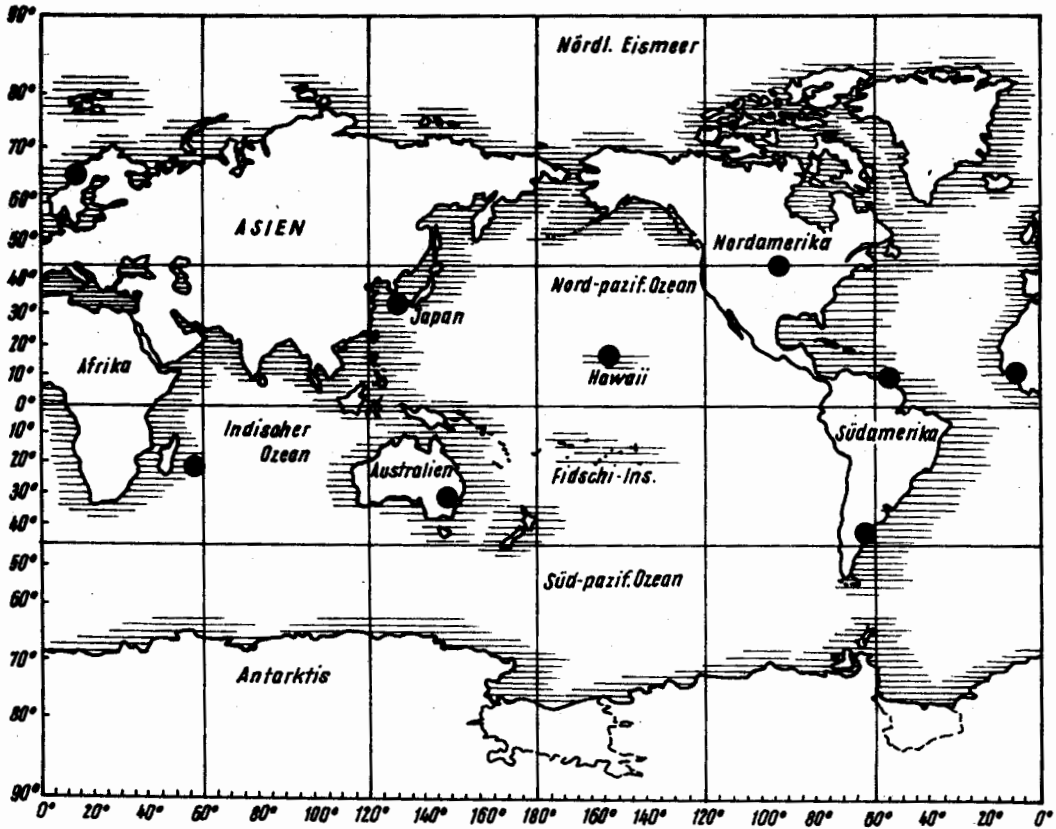 Nördl. Eismeer
ASIEN
Nordamerika
Nord-pazif. Ozean
Japan
Afrika
Hawaii
Indischer
Ozean
Südamerika
Australien
Fidschi-Ins.
Süd-pazif. Ozean
Antarktis
90°
80°
70°
60°
50°
40°
30°
20°
10°
0°
10°
20°
30°
40°
50°
60°
70°
80°
90°
0° 20° 40° 60° 80° 100° 120° 140° 160° 180° 160° 140° 120° 100° 80° 60° 40° 20° 0°